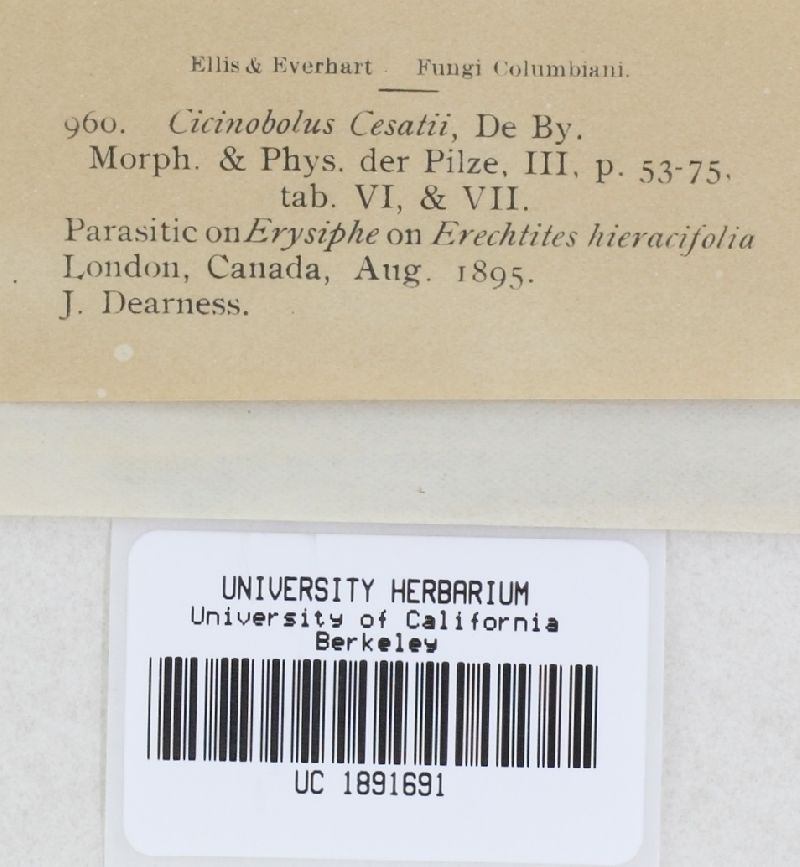 Ellis & Everhart Fungi Columbiani.
960. Cicinobolus Cesatii, De By.
Morph. & Phys. der Pilze, III, p. 53-75,
tab. VI, & VII.
Parasitic on Erysiphe on Erechtites hieracifolia
London, Canada, Aug. 1895.
J. Dearness.
UNIVERSITY HERBARIUM
University of California
Berkeley
UC 1891691